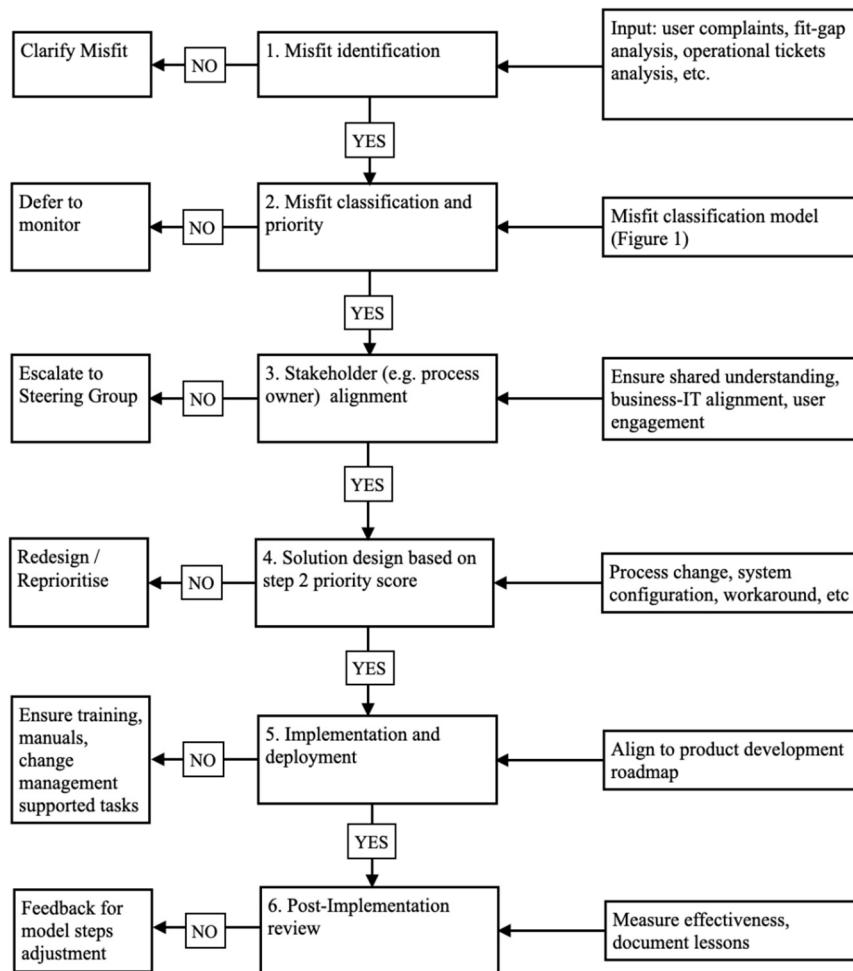 Clarify Misfit
NO
1. Misfit identification
Input: user complaints, fit-gap
analysis, operational tickets
analysis, etc.
YES
Defer to
monitor
NO
2. Misfit classification and
priority
Misfit classification model
(Figure 1)
YES
Escalate to
Steering Group
NO
3. Stakeholder (e.g. process
owner) alignment
Ensure shared understanding,
business-IT alignment, user
engagement
YES
Redesign /
Reprioritise
NO
4. Solution design based on
step 2 priority score
Process change, system
configuration, workaround, etc
YES
Ensure training,
manuals,
change
management
supported tasks
NO
5. Implementation and
deployment
Align to product development
roadmap
YES
Feedback for
model steps
adjustment
NO
6. Post-Implementation
review
Measure effectiveness,
document lessons